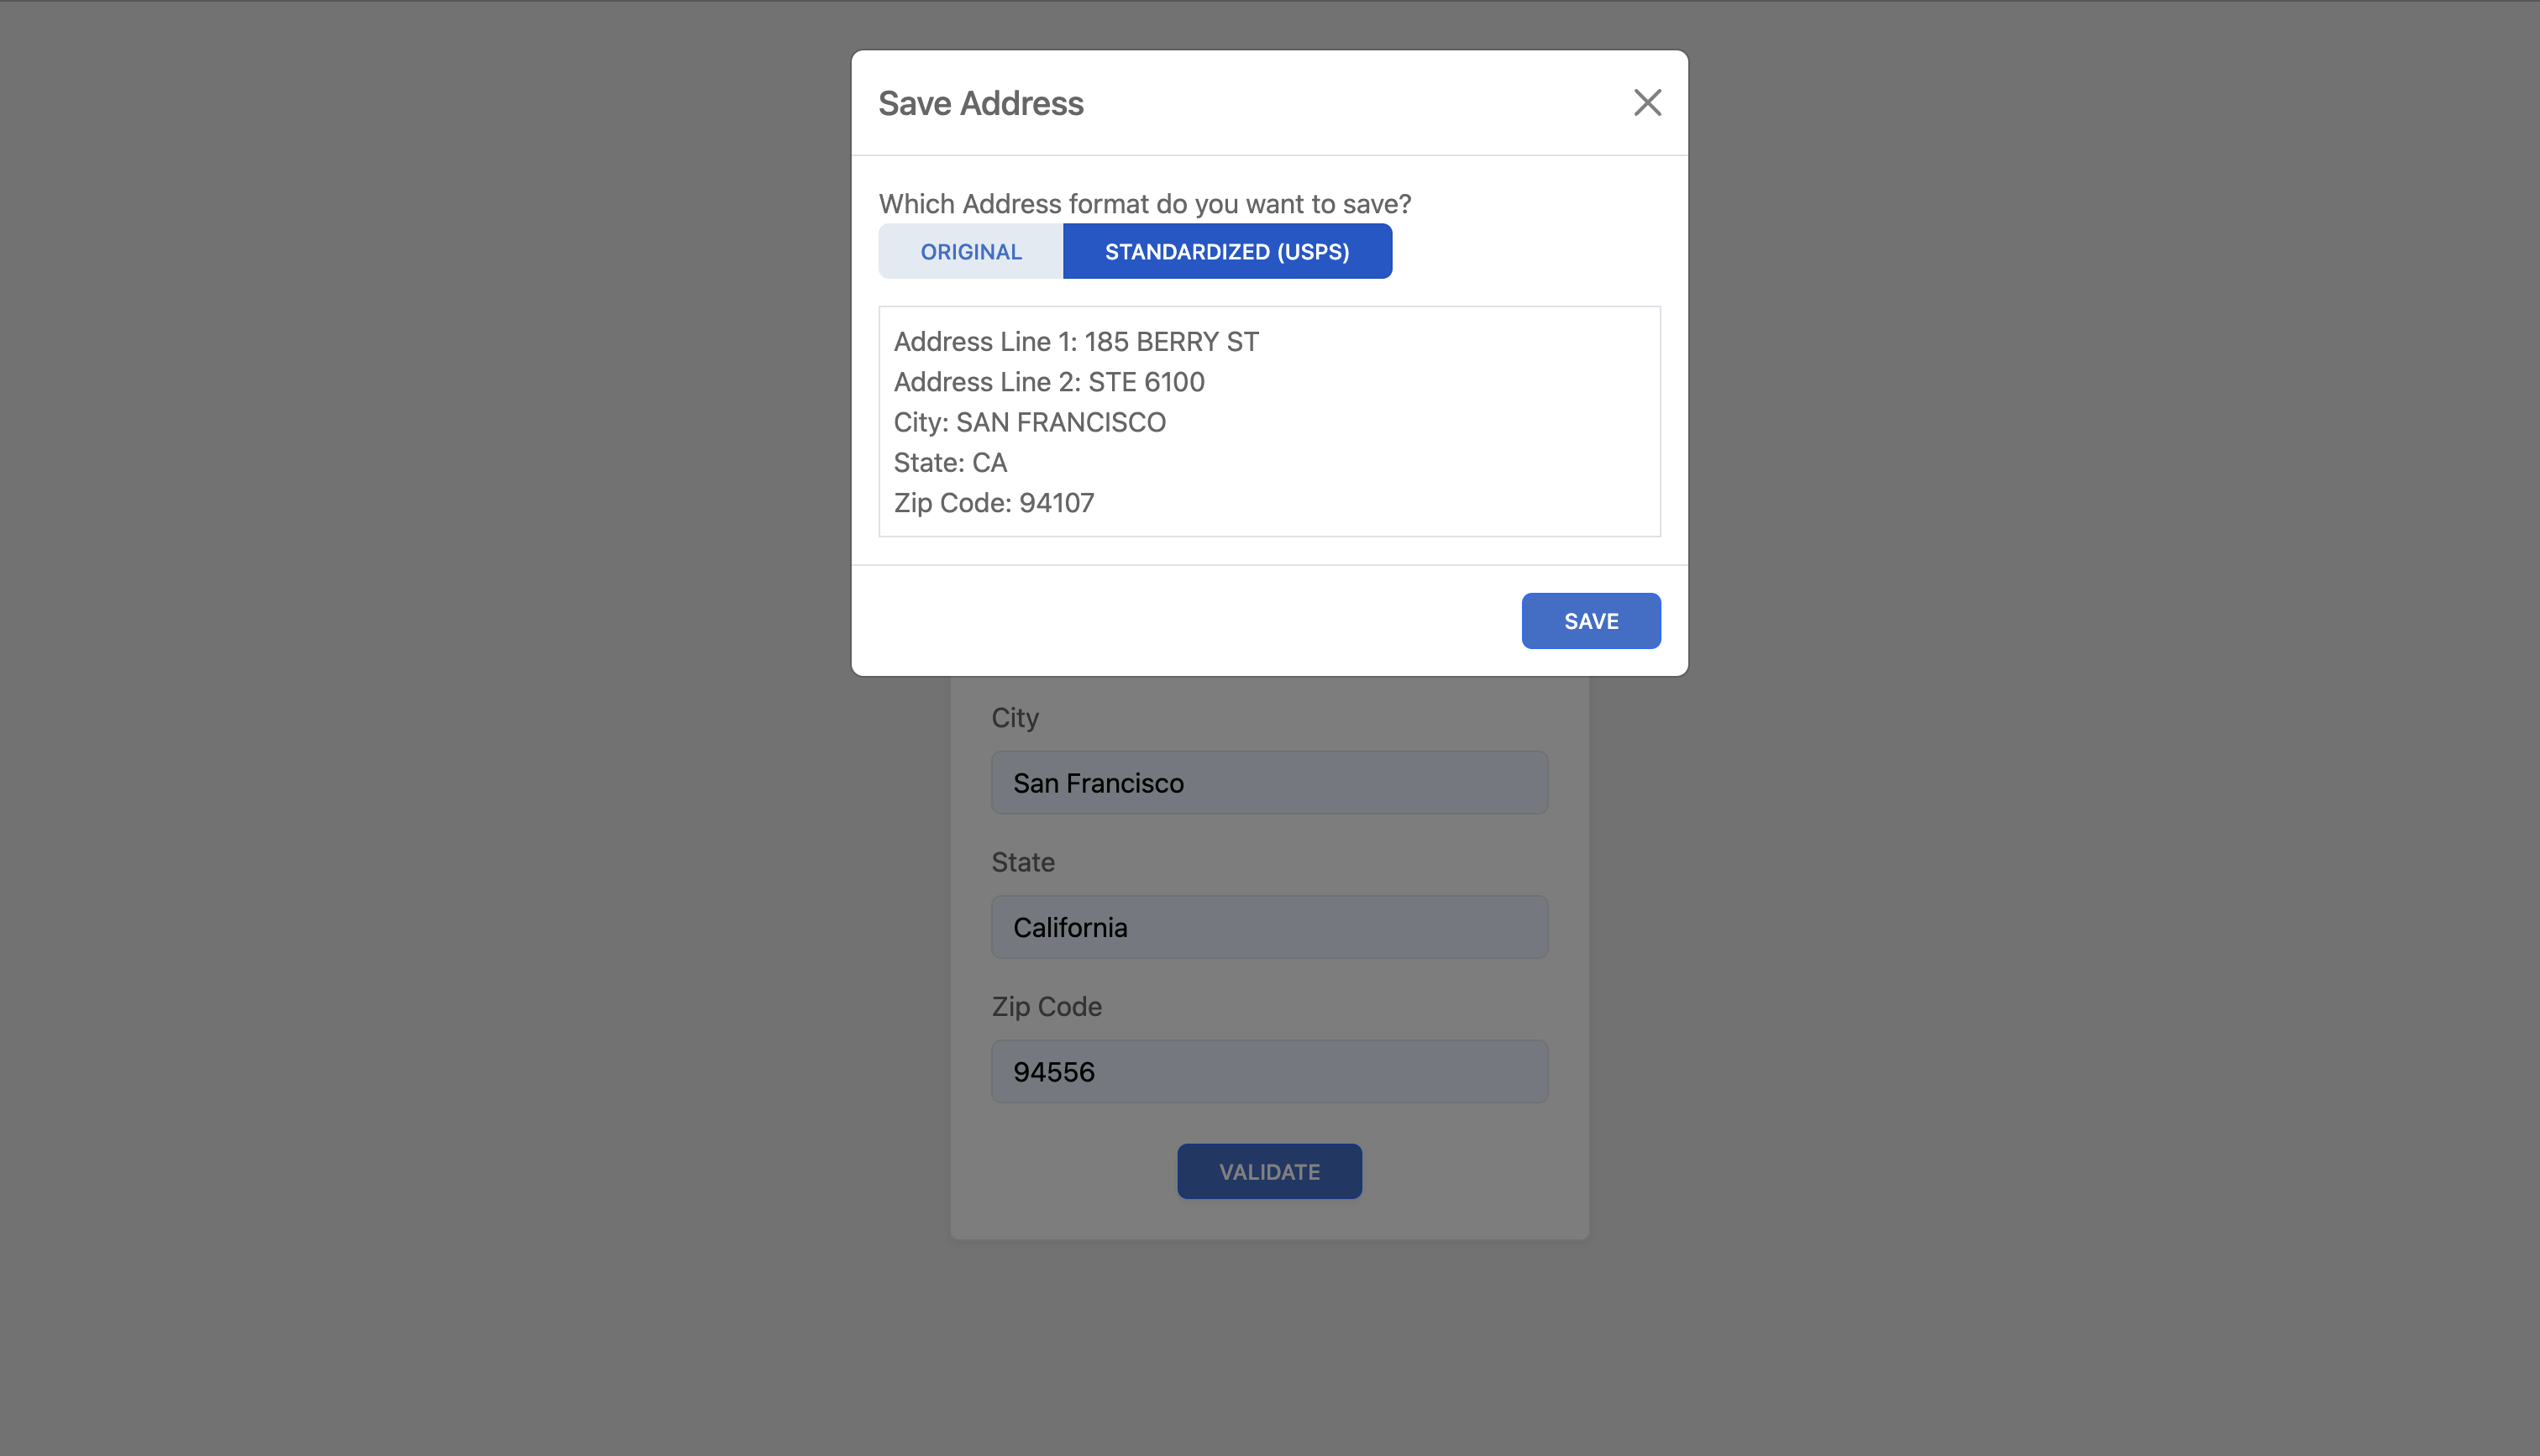 Save Address
Which Address format do you want to save?
ORIGINAL STANDARDIZED (USPS)
Address Line 1: 185 BERRY ST
Address Line 2: STE 6100
City: SAN FRANCISCO
State: CA
Zip Code: 94107
SAVE
City
San Francisco
State
California
Zip Code
94556
VALIDATE